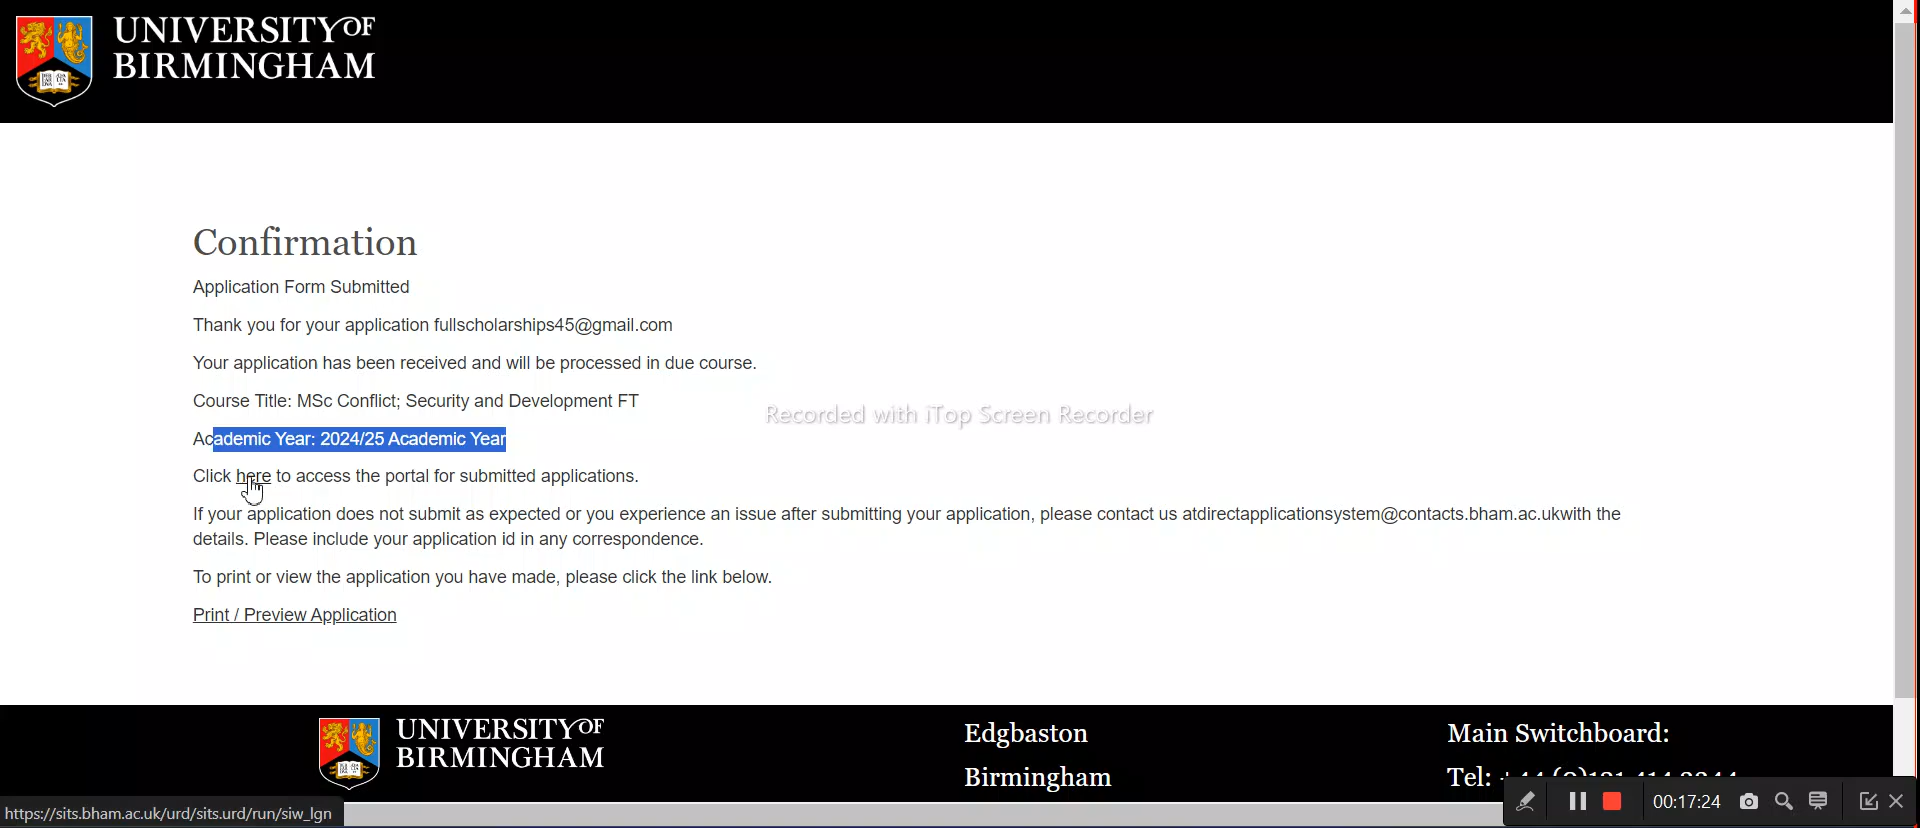 UNIVERSITY OF
BIRMINGHAM
Confirmation
Application Form Submitted
Thank you for your application fullscholarships45@gmail.com
Your application has been received and will be processed in due course.
Course Title: MSc Conflict; Security and Development FT
Recorded with iTop Screen Recorder
Academic Year: 2024/25 Academic Year
Click here to access the portal for submitted applications.
If your application does not submit as expected or you experience an issue after submitting your application, please contact us atdirectapplicationsystem@contacts.bham.ac.ukwith the
details. Please include your application id in any correspondence.
To print or view the application you have made, please click the link below.
Print / Preview Application
UNIVERSITY OF
BIRMINGHAM
Edgbaston
Birmingham
Main Switchboard:
Tel:
https://sits.bham.ac.uk/urd/sits.urd/run/siw_lgn
00:17:24